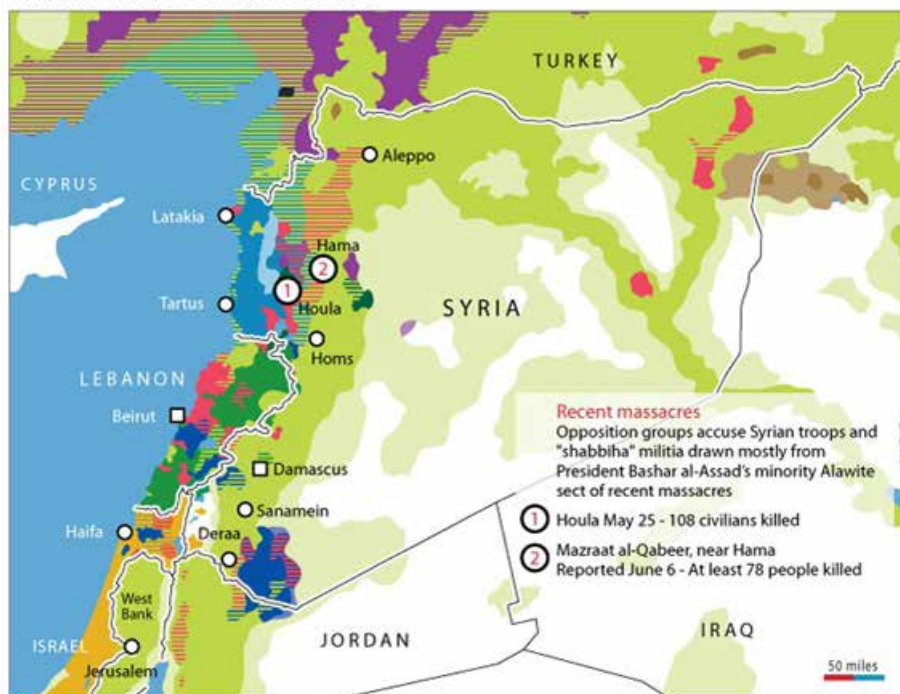 TURKEY
Aleppo
CYPRUS
Latakia
Hama
2
1
Tartus
Houla
SYRIA
Homs
LEBANON
Beirut
Recent massacres
Opposition groups accuse Syrian troops and
"shabbiha" militia drawn mostly from
President Bashar al-Assad's minority Alawite
sect of recent massacres
Damascus
Sanamein
1 Houla May 25 - 108 civilians killed
Haifa
Deraa
2 Mazraat al-Qabeer, near Hama
Reported June 6 - At least 78 people killed
West
Bank
ISRAEL
JORDAN
IRAQ
Jerusalem
50 miles